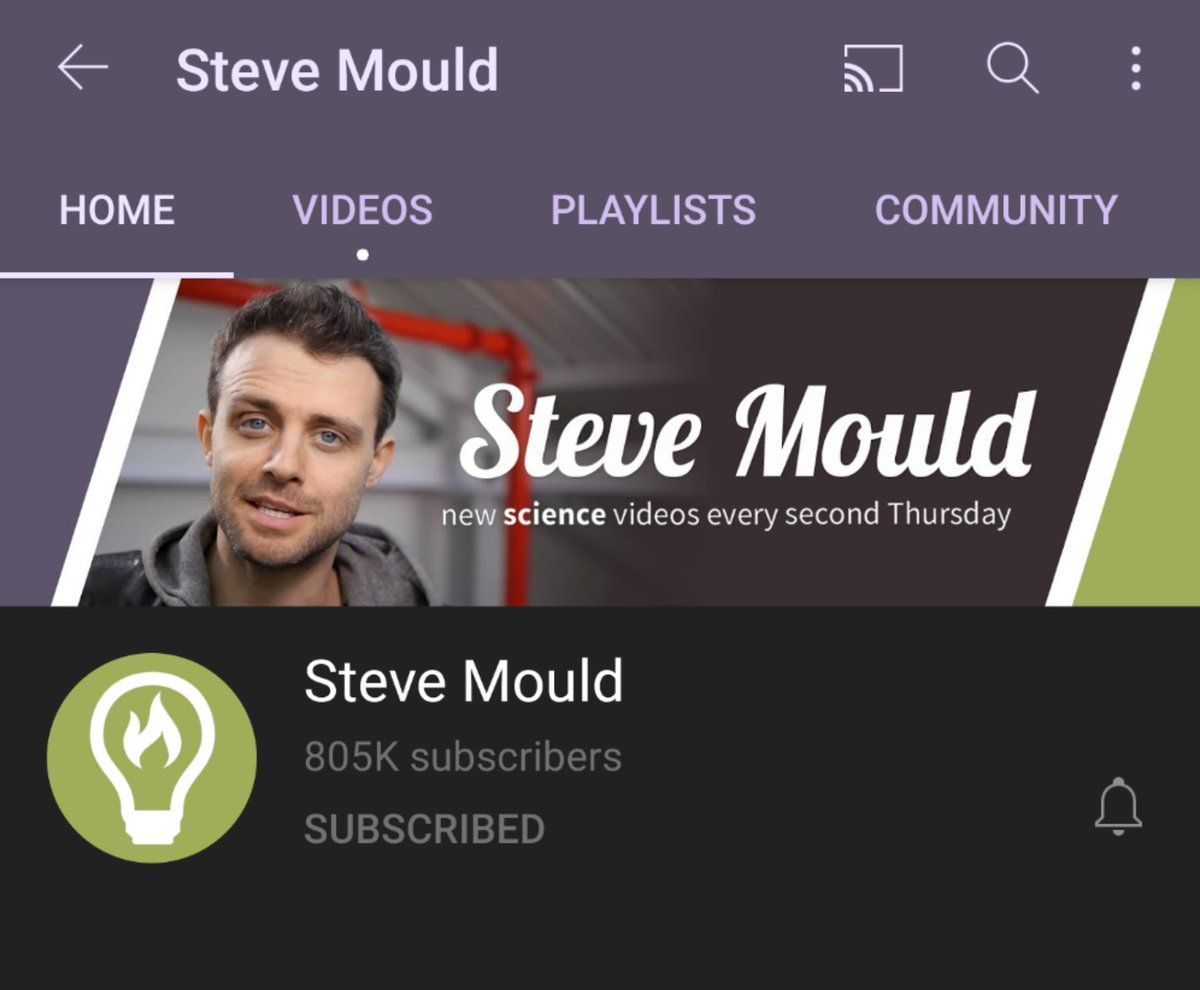 Steve Mould
HOME VIDEOS PLAYLISTS COMMUNITY
Steve Mould
new science videos every second Thursday
Steve Mould
805K subscribers
SUBSCRIBED